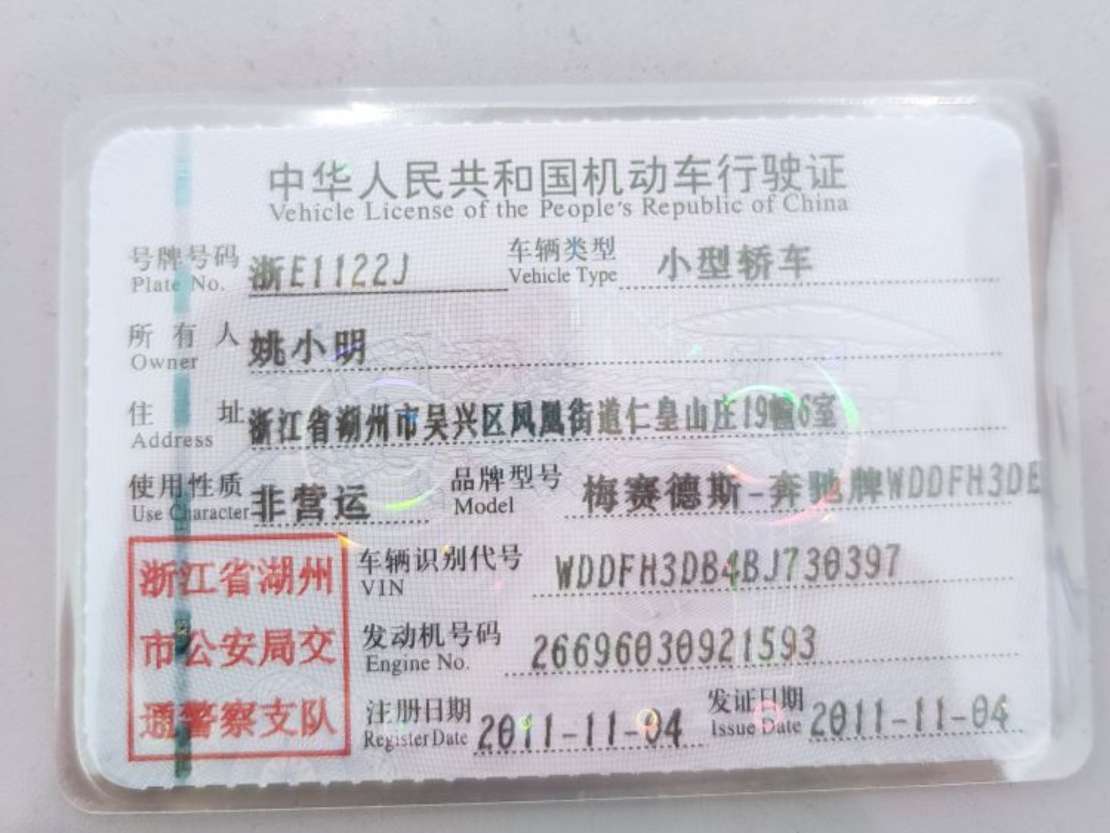 中华人民共和国机动车行驶证
Vehicle License of the People's Republic of China
号牌号码 浙E1122J 车辆类型 小型轿车
Plate No. Vehicle Type
所有人 姚小明
Owner
住址 浙江省湖州市吴兴区凤凰街道仁皇山庄19幢6室
Address
使用性质 非营运 品牌型号 梅赛德斯-奔驰牌WDDFH3DE
Use Character Model
浙江省湖州 车辆识别代号 WDDFH3DB4BJ730397
VIN
市公安局交 发动机号码 26696030921593
Engine No.
通警察支队 注册日期 2011-11-04 发证日期 2011-11-04
Register Date Issue Date